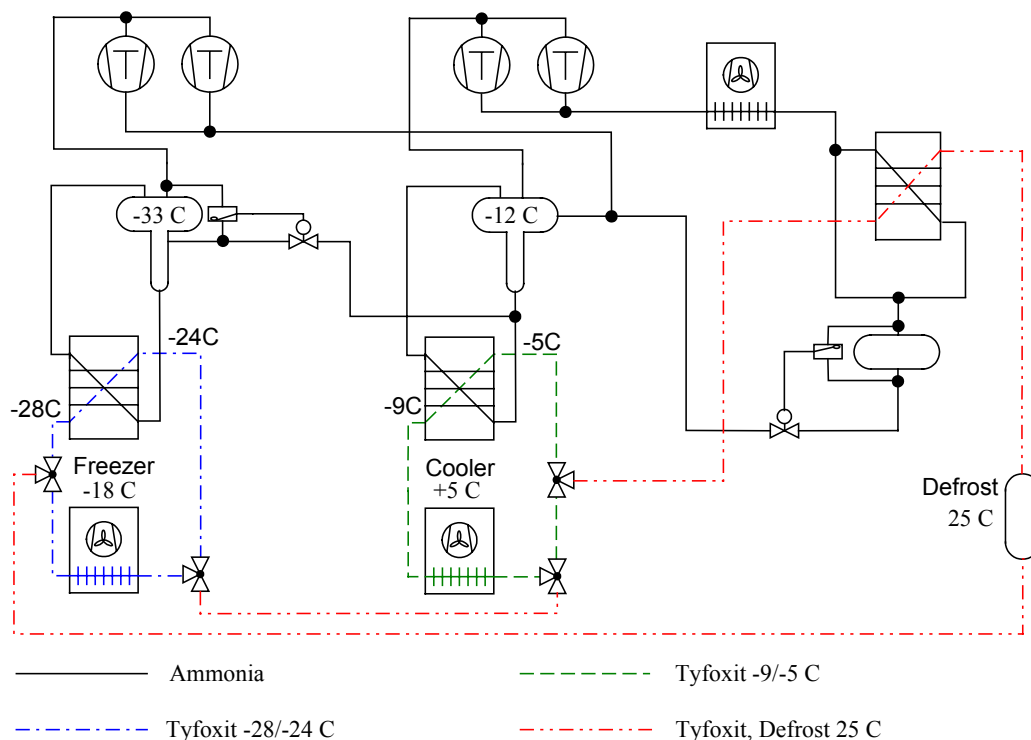 -33 C
-12 C
-24C
-5C
-28C
-9C
Freezer
-18 C
Cooler
+5 C
Defrost
25 C
Ammonia
Tyfoxit -9/-5 C
Tyfoxit -28/-24 C
Tyfoxit, Defrost 25 C